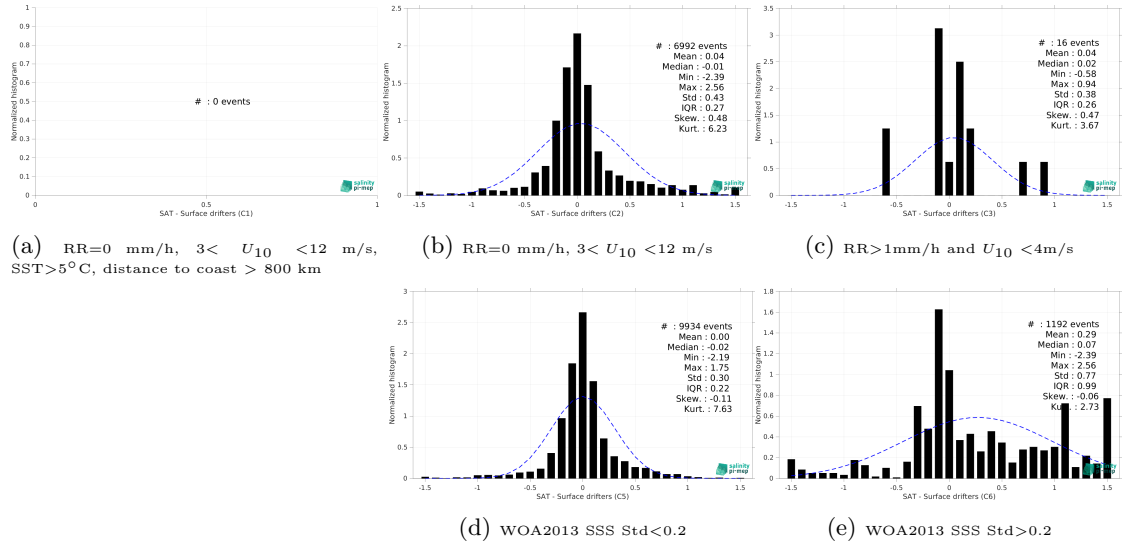 1
0.9
0.8
0.7
0.6
0.5
0.4
0.3
0.2
0.1
0
Normalized histogram
# : 0 events
salinity
pi-mep
0 0.5 1
SAT - Surface drifters (C1)
(a) RR=0 mm/h, 3< U10 <12 m/s,
SST>5°C, distance to coast > 800 km
2.5
2
1.5
1
0.5
0
Normalized histogram
# : 6992 events
Mean : 0.04
Median : -0.01
Min : -2.39
Max : 2.56
Std : 0.43
IQR : 0.27
Skew. : 0.48
Kurt. : 6.23
salinity
pi-mep
-1.5 -1 -0.5 0 0.5 1 1.5
SAT - Surface drifters (C2)
(b) RR=0 mm/h, 3< U10 <12 m/s
3.5
3
2.5
2
1.5
1
0.5
0
Normalized histogram
# : 16 events
Mean : 0.04
Median : 0.02
Min : -0.58
Max : 0.94
Std : 0.38
IQR : 0.26
Skew. : 0.47
Kurt. : 3.67
salinity
pi-mep
-1.5 -1 -0.5 0 0.5 1 1.5
SAT - Surface drifters (C3)
(c) RR>1mm/h and U10 <4m/s
3
2.5
2
1.5
1
0.5
0
Normalized histogram
# : 9934 events
Mean : 0.00
Median : -0.02
Min : -2.19
Max : 1.75
Std : 0.30
IQR : 0.22
Skew. : -0.11
Kurt. : 7.63
salinity
pi-mep
-1.5 -1 -0.5 0 0.5 1 1.5
SAT - Surface drifters (C5)
(d) WOA2013 SSS Std<0.2
1.8
1.6
1.4
1.2
1
0.8
0.6
0.4
0.2
0
Normalized histogram
# : 1192 events
Mean : 0.29
Median : 0.07
Min : -2.39
Max : 2.56
Std : 0.77
IQR : 0.99
Skew. : -0.06
Kurt. : 2.73
salinity
pi-mep
-1.5 -1 -0.5 0 0.5 1 1.5
SAT - Surface drifters (C6)
(e) WOA2013 SSS Std>0.2